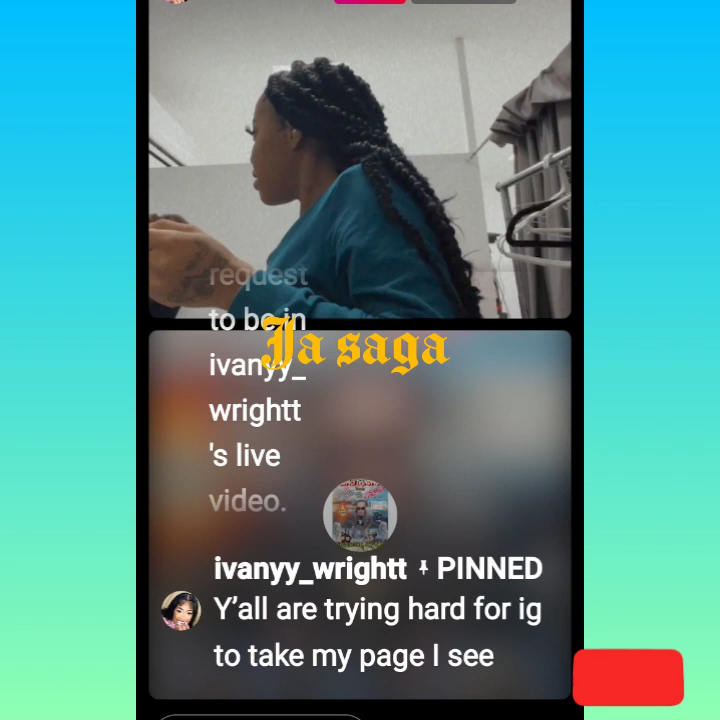 request
to be in
Ja saga
ivanyy_
wrightt
's live
video.
ivanyy_wrightt PINNED
Y’all are trying hard for ig
to take my page I see